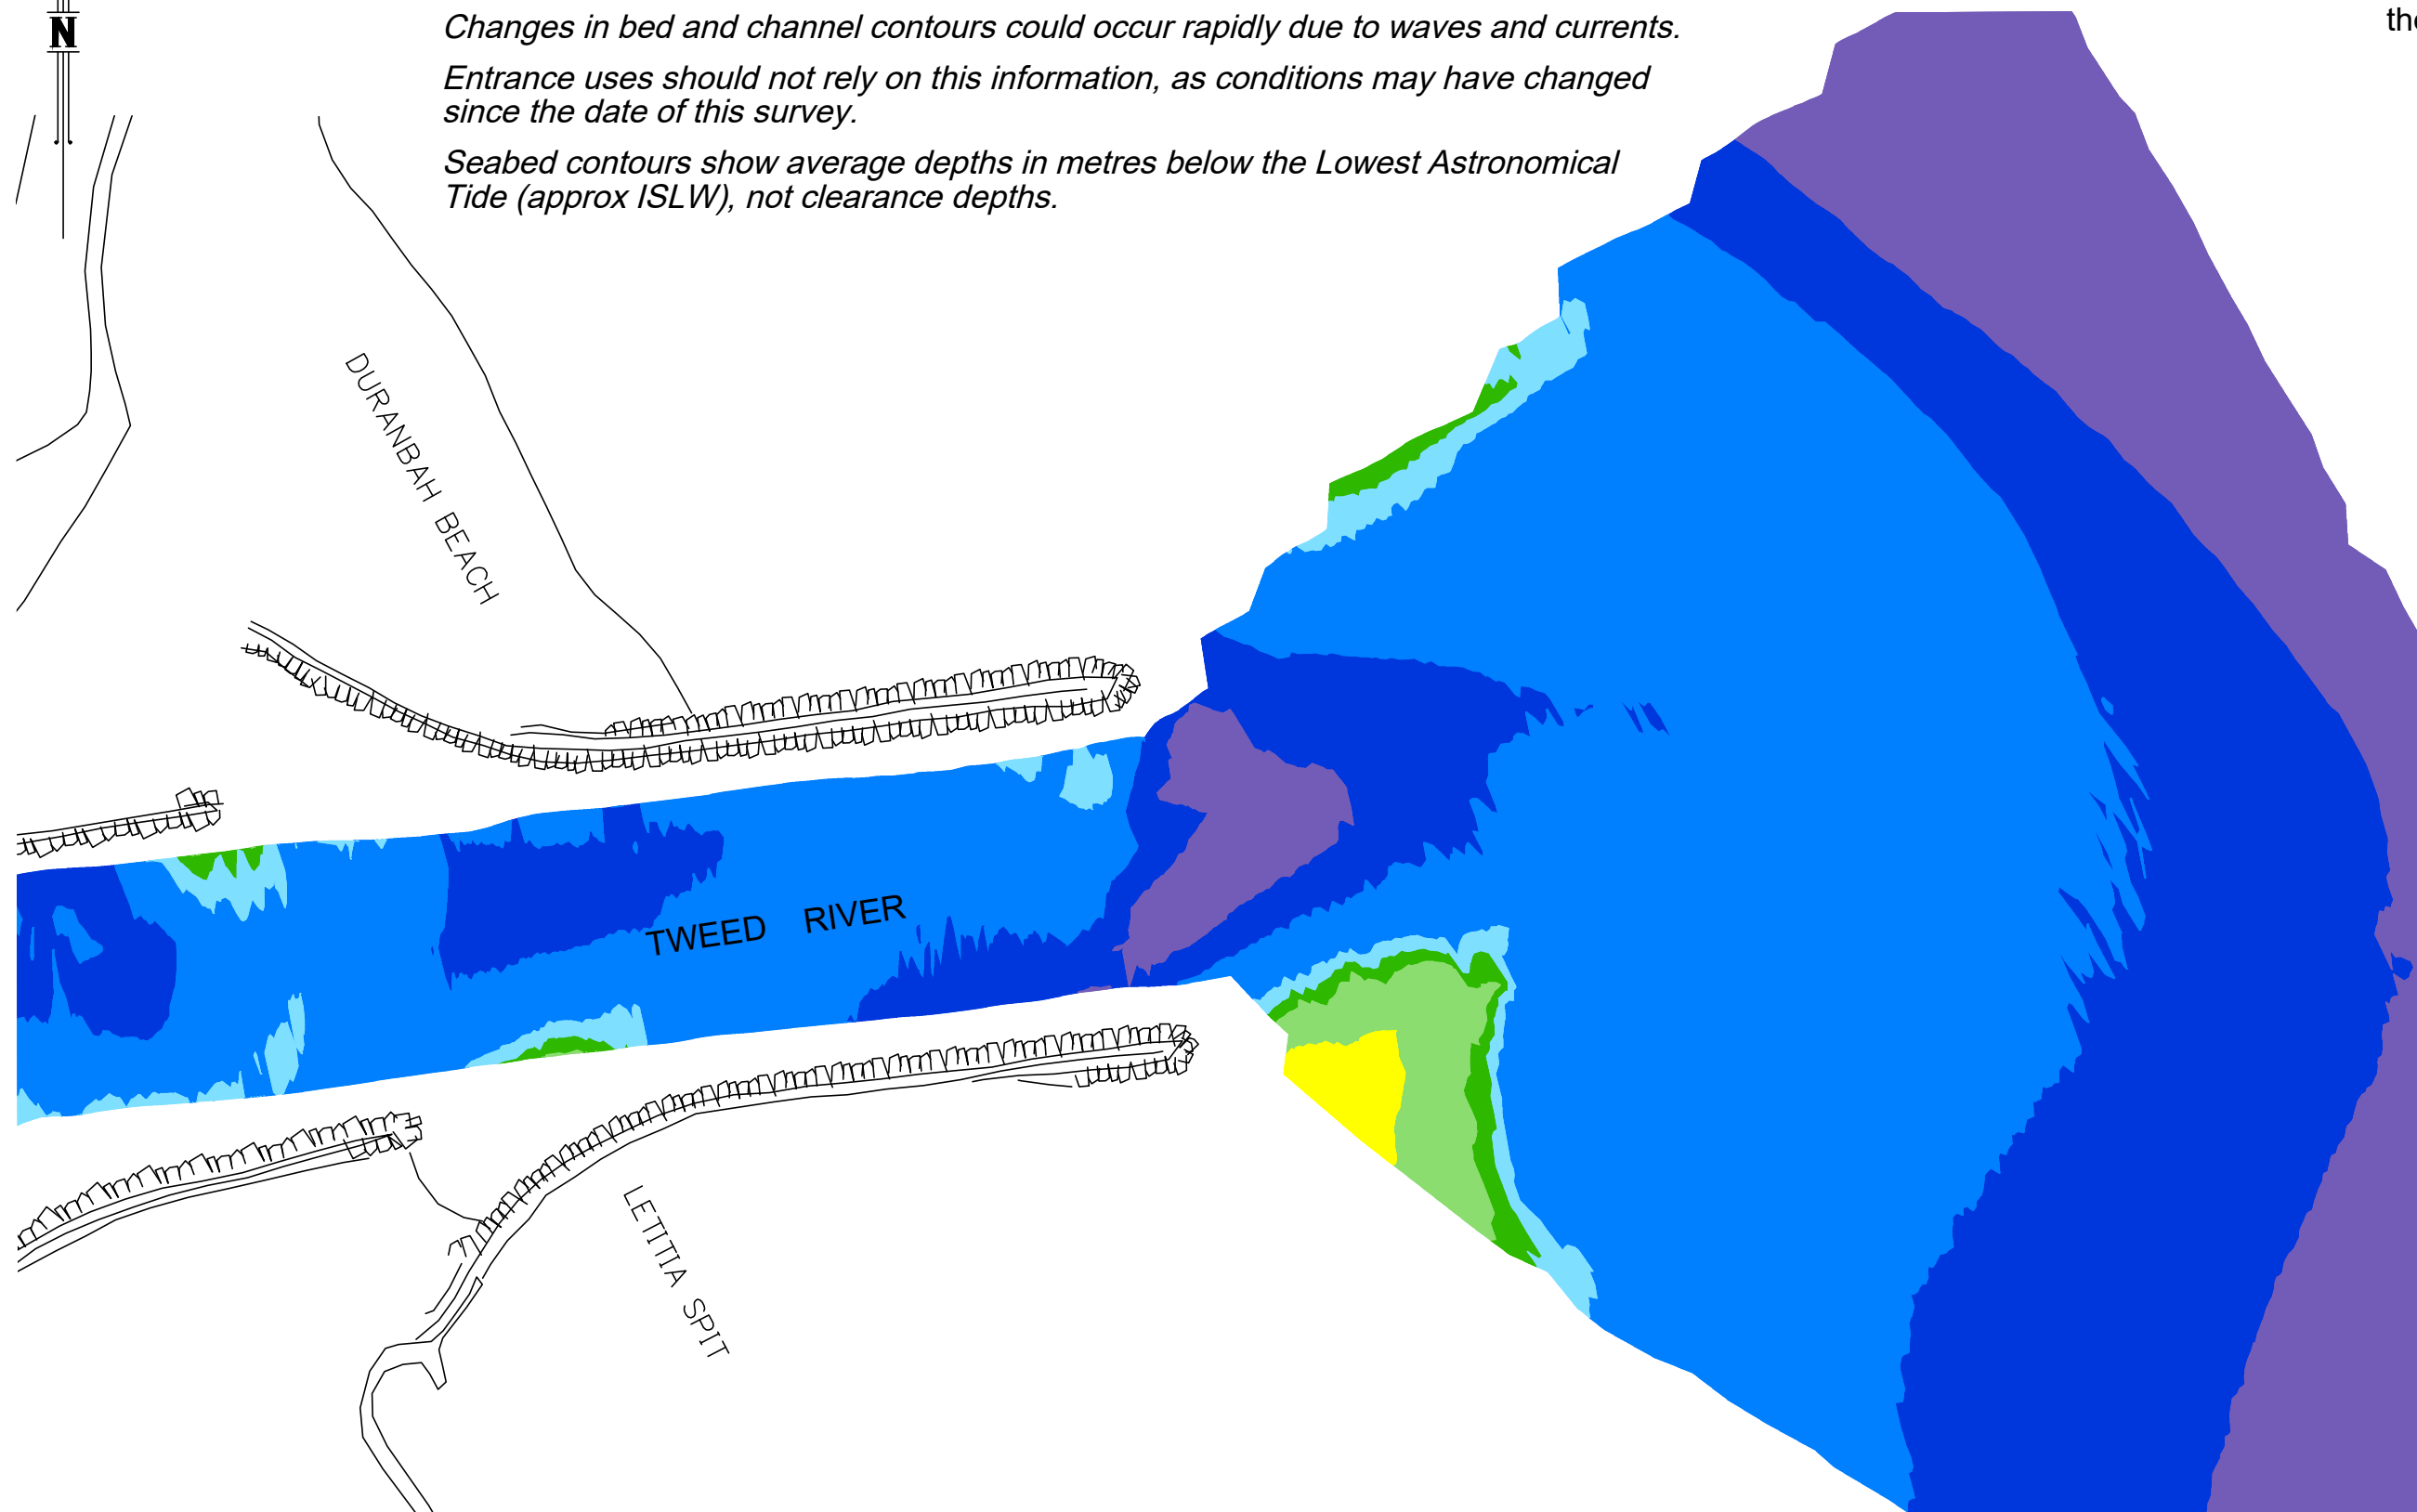 N
Changes in bed and channel contours could occur rapidly due to waves and currents.
Entrance uses should not rely on this information, as conditions may have changed
since the date of this survey.
Seabed contours show average depths in metres below the Lowest Astronomical
Tide (approx ISLW), not clearance depths.
DURANBAH BEACH
TWEED RIVER
LETITIA SPIT